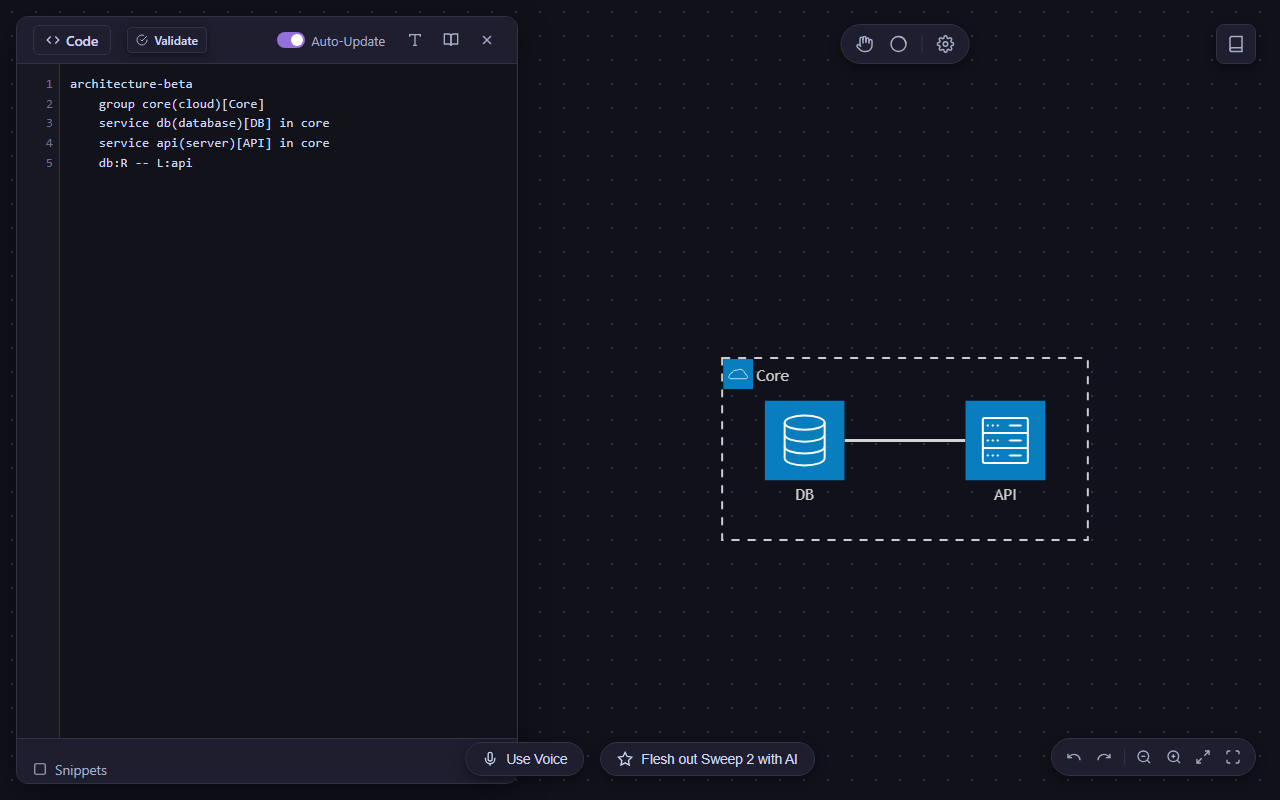 Code
Validate
Auto-Update
1 architecture-beta
2     group core(cloud)[Core]
3     service db(database)[DB] in core
4     service api(server)[API] in core
5     db:R -- L:api
Core
DB
API
Snippets
Use Voice
Flesh out Sweep 2 with AI